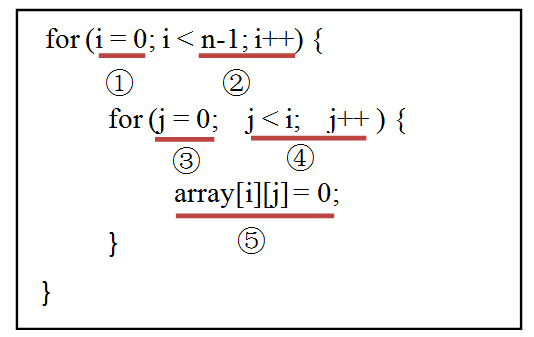 for (i = 0; i < n-1; i++) {
① ②
for (j = 0; j < i; j++ ) {
③ ④
array[i][j] = 0;
⑤
}
}